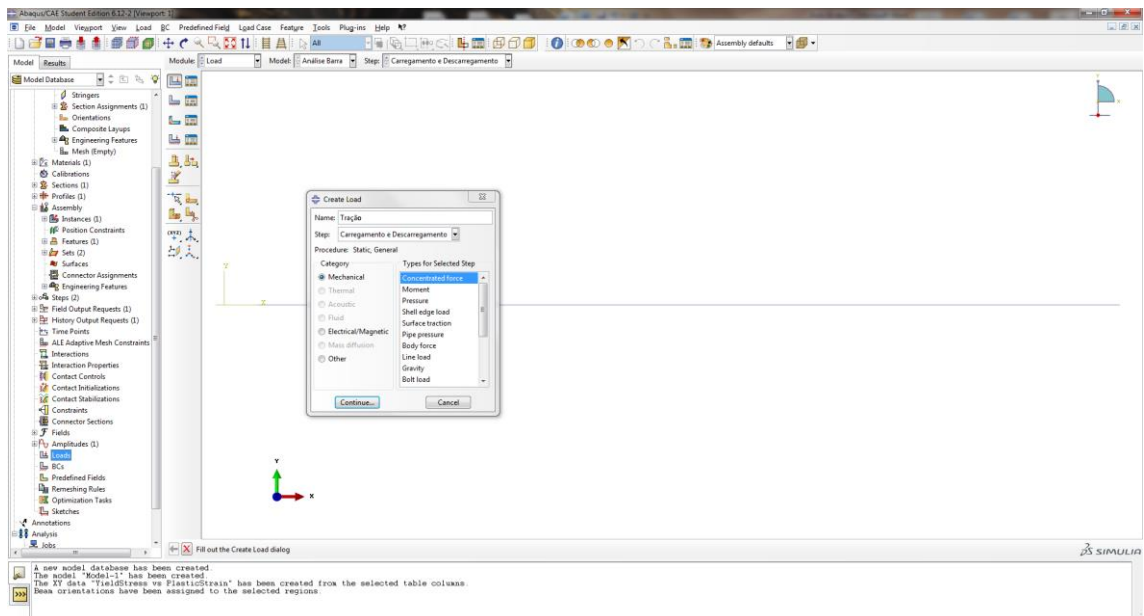 Abaqus/CAE Student Edition 6.12-2 [Viewport: 1]
File Model Viewport View Load BC Predefined Field Load Case Feature Tools Plug-ins Help
All Assembly defaults
Model Results
Module: Load Model: Análise Barra Step: Carregamento e Descarregamento
Model Database
Stringers
Section Assignments (1)
Orientations
Composite Layups
Engineering Features
Mesh (Empty)
Materials (1)
Calibrations
Sections (1)
Profiles (1)
Assembly
Instances (1)
Position Constraints
Features (1)
Sets (2)
Surfaces
Connector Assignments
Engineering Features
Steps (2)
Field Output Requests (1)
History Output Requests (1)
Time Points
ALE Adaptive Mesh Constraints
Interactions
Interaction Properties
Contact Controls
Contact Initializations
Contact Stabilizations
Constraints
Connector Sections
Fields
Amplitudes (1)
Loads
BCs
Predefined Fields
Remeshing Rules
Optimization Tasks
Sketches
Annotations
Analysis
Jobs
(XYZ)
Create Load
Name: Tração
Step: Carregamento e Descarregamento
Procedure: Static, General
Category
Mechanical
Thermal
Acoustic
Fluid
Electrical/Magnetic
Mass diffusion
Other
Types for Selected Step
Concentrated force
Moment
Pressure
Shell edge load
Surface traction
Pipe pressure
Body force
Line load
Gravity
Bolt load
Continue...
Cancel
Y
X
Y
X
Fill out the Create Load dialog
SIMULIA
A new model database has been created.
The model "Model-1" has been created.
The XY data "YieldStress vs PlasticStrain" has been created from the selected table columns.
Beam orientations have been assigned to the selected regions.
>>>